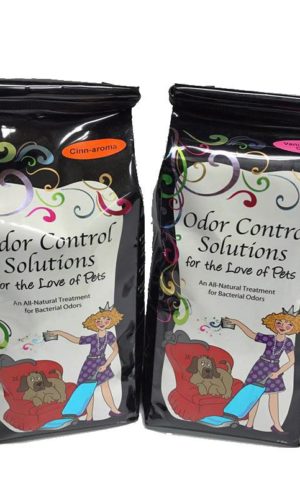 Cinn-aroma
Odor Control
Solutions
for the Love of Pets
An All-Natural Treatment
for Bacterial Odors
Odor Control
Solutions
for the Love of Pets
An All-Natural Treatment
for Bacterial Odors